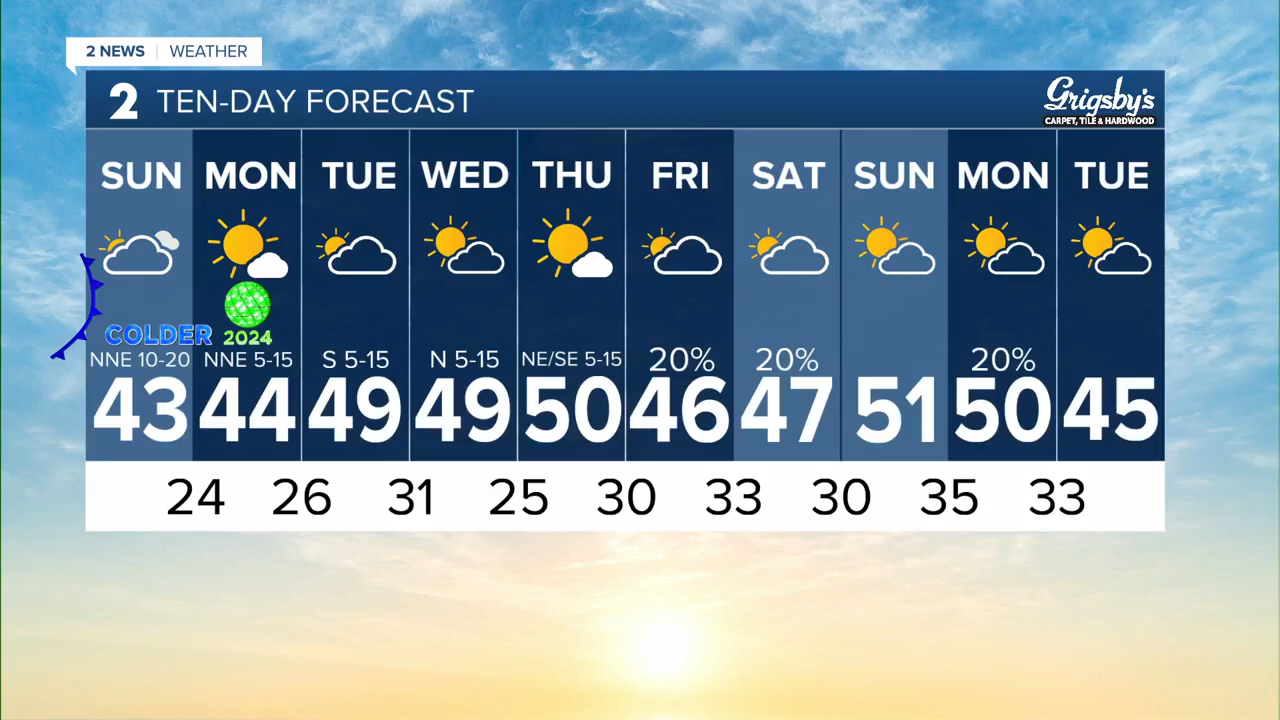 2 NEWS WEATHER
2 TEN-DAY FORECAST
Grigsby's
CARPET, TILE & HARDWOOD
SUN MON TUE WED THU FRI SAT SUN MON TUE
COLDER 2024
NNE 10-20 NNE 5-15 S 5-15 N 5-15 NE/SE 5-15 20% 20% 20%
43 44 49 49 50 46 47 51 50 45
24 26 31 25 30 33 30 35 33